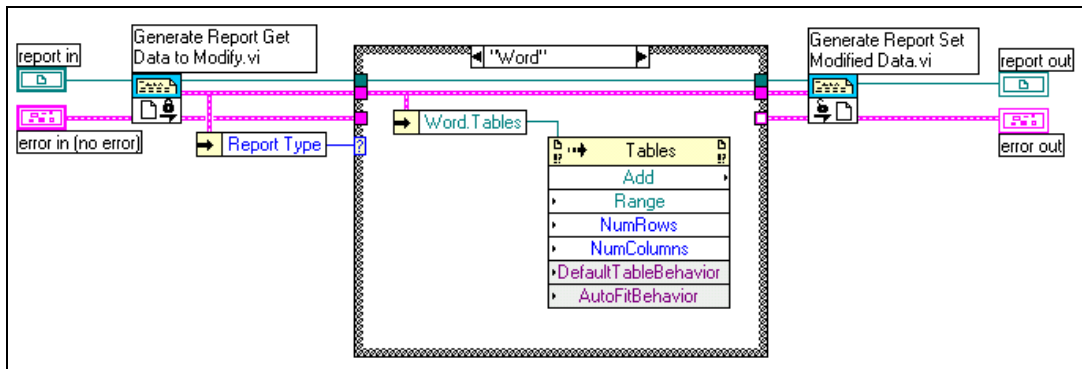 report in
error in (no error)
Generate Report Get
Data to Modify.vi
Report Type
?
"Word"
Word.Tables
Tables
Add
Range
NumRows
NumColumns
DefaultTableBehavior
AutoFitBehavior
Generate Report Set
Modified Data.vi
report out
error out